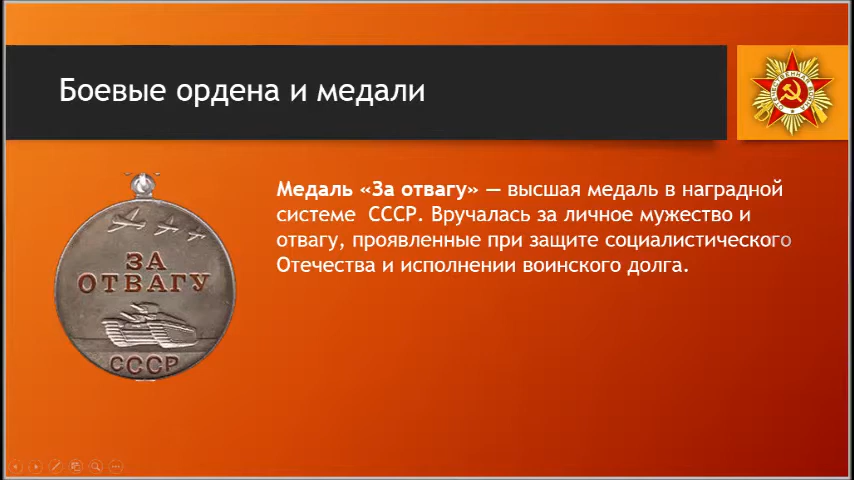 Боевые ордена и медали
Медаль «За отвагу» — высшая медаль в наградной
системе СССР. Вручалась за личное мужество и
отвагу, проявленные при защите социалистического
Отечества и исполнении воинского долга.
ЗА
ОТВАГУ
СССР